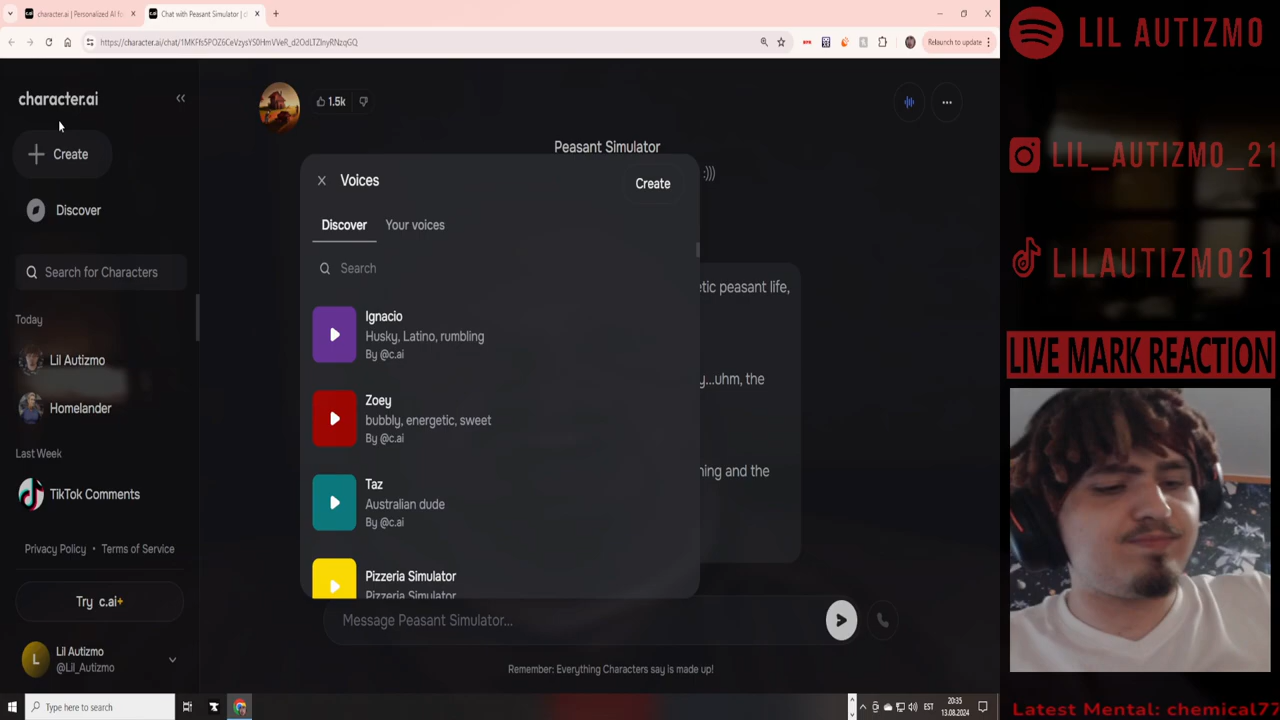 character.ai | Personalized AI fo
Chat with Peasant Simulator | c
Relaunch to update
character.ai
Create
Discover
Search for Characters
Today
Lil Autizmo
Homelander
Last Week
TikTok Comments
Privacy Policy • Terms of Service
Try c.ai+
L
Lil Autizmo
@Lil_Autizmo
1.5k
Peasant Simulator
:)))
Voices
Create
Discover
Your voices
Search
Ignacio
Husky, Latino, rumbling
By @c.ai
Zoey
bubbly, energetic, sweet
By @c.ai
Taz
Australian dude
By @c.ai
Pizzeria Simulator
Pizzeria Simulator
etic peasant life,
y...uhm, the
ning and the
Message Peasant Simulator...
Remember: Everything Characters say is made up!
Type here to search
EST
20:35
13.08.2024
LIL AUTIZMO
LIL_AUTIZMO_21
LILAUTIZMO21
LIVE MARK REACTION
Latest Mental: chemical77